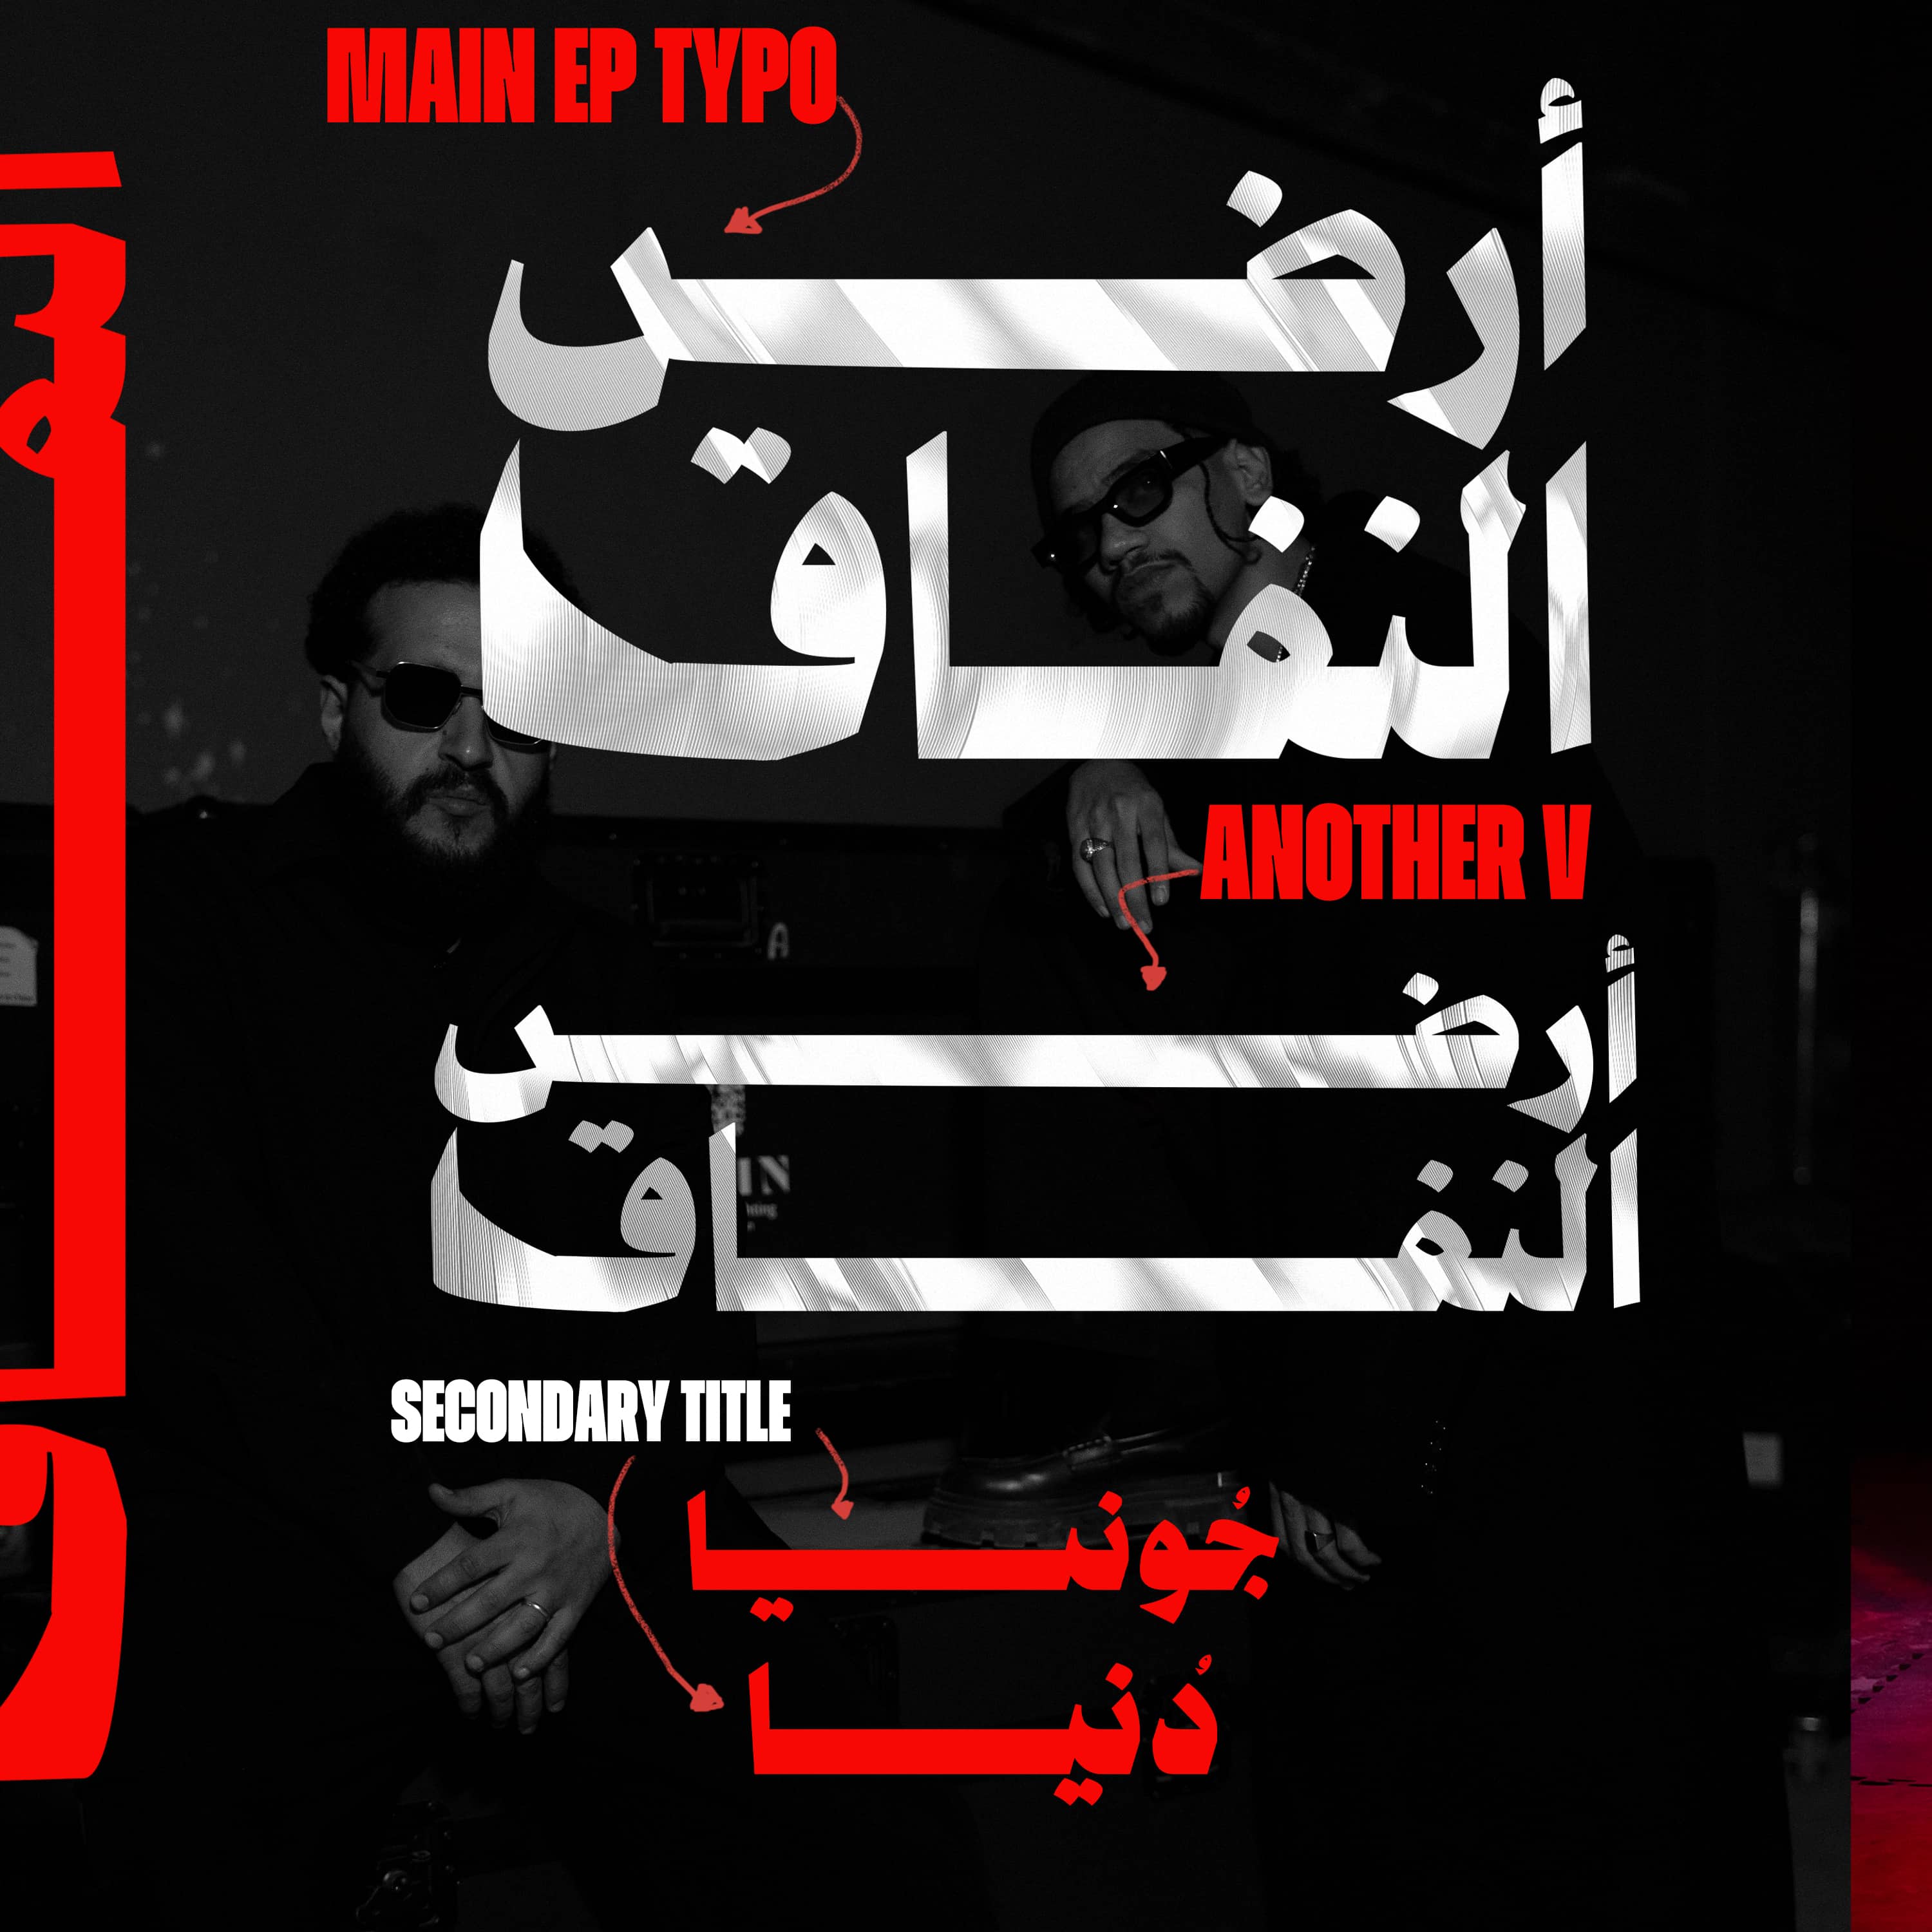 MAIN EP TYPO
أرض
النفاق
ANOTHER V
أرض
النفاق
SECONDARY TITLE
جُونيا
دُنيا